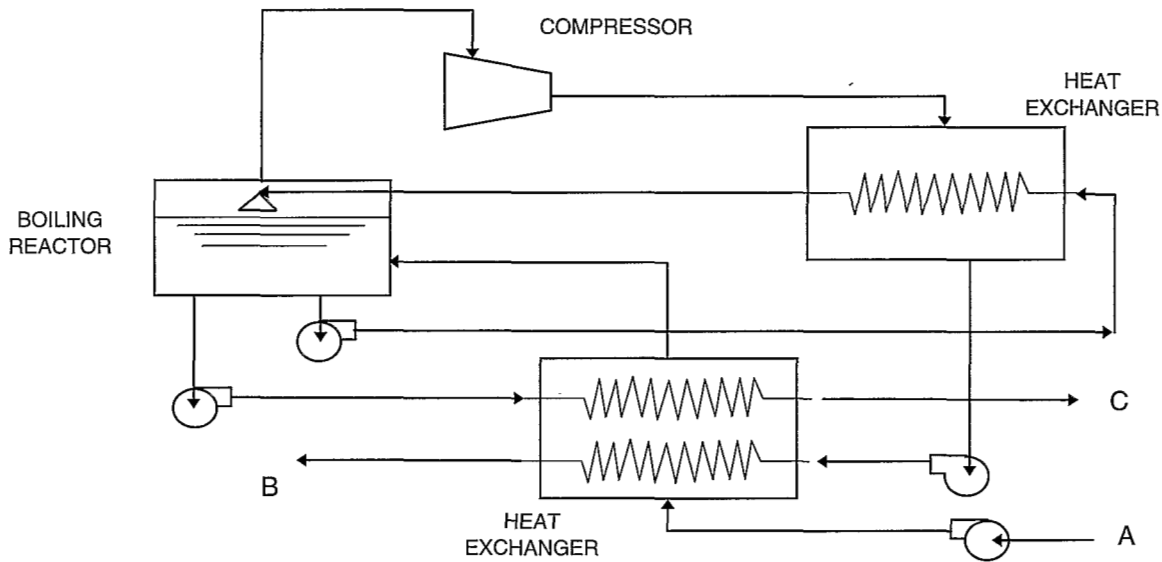 COMPRESSOR
HEAT
EXCHANGER
BOILING
REACTOR
C
B
HEAT
EXCHANGER
A